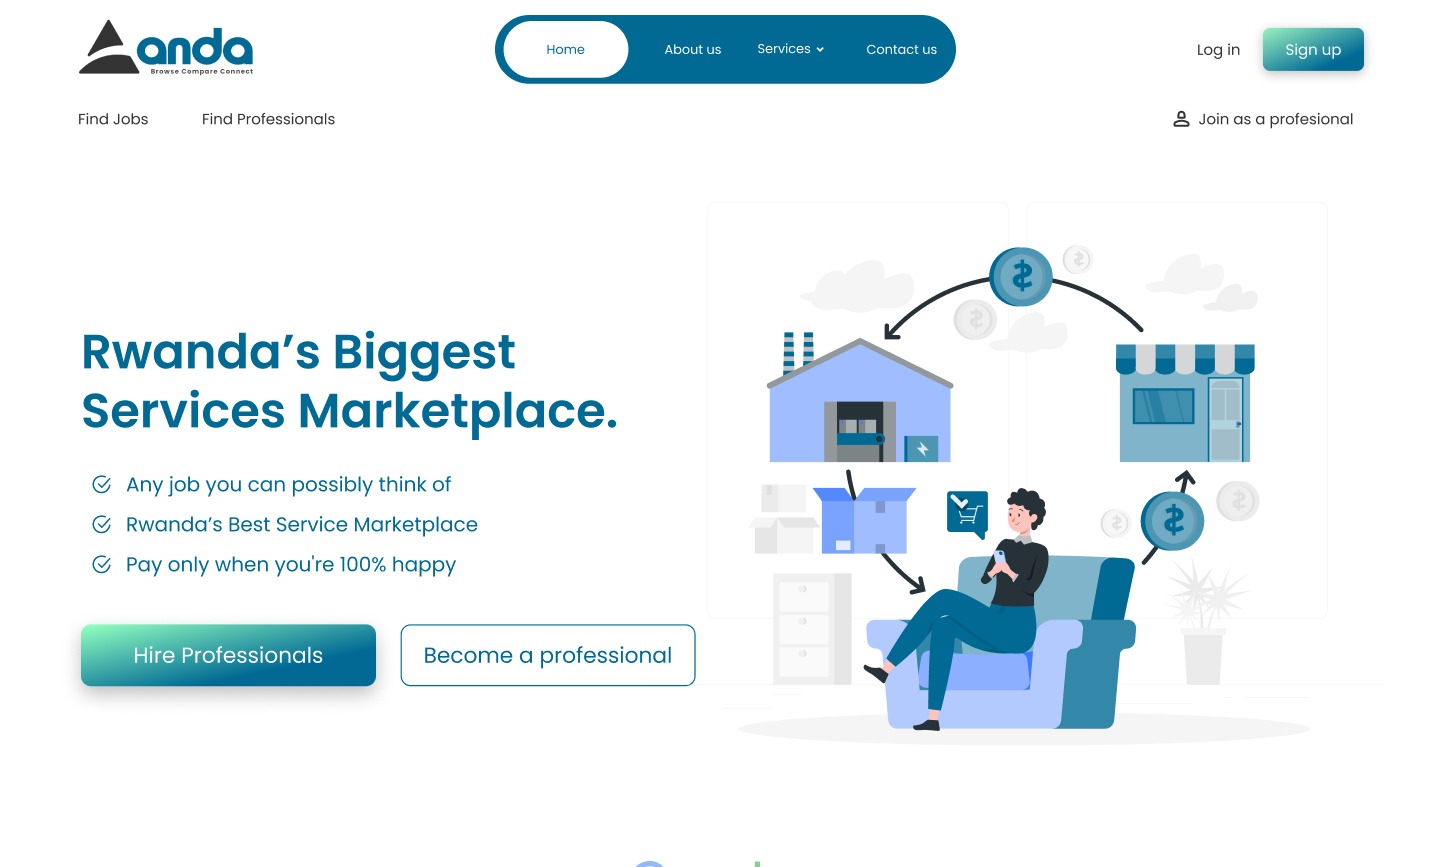 anda
Browse Compare Connect
Home
About us
Services
Contact us
Log in
Sign up
Find Jobs
Find Professionals
Join as a profesional
Rwanda’s Biggest
Services Marketplace.
Any job you can possibly think of
Rwanda’s Best Service Marketplace
Pay only when you're 100% happy
Hire Professionals
Become a professional